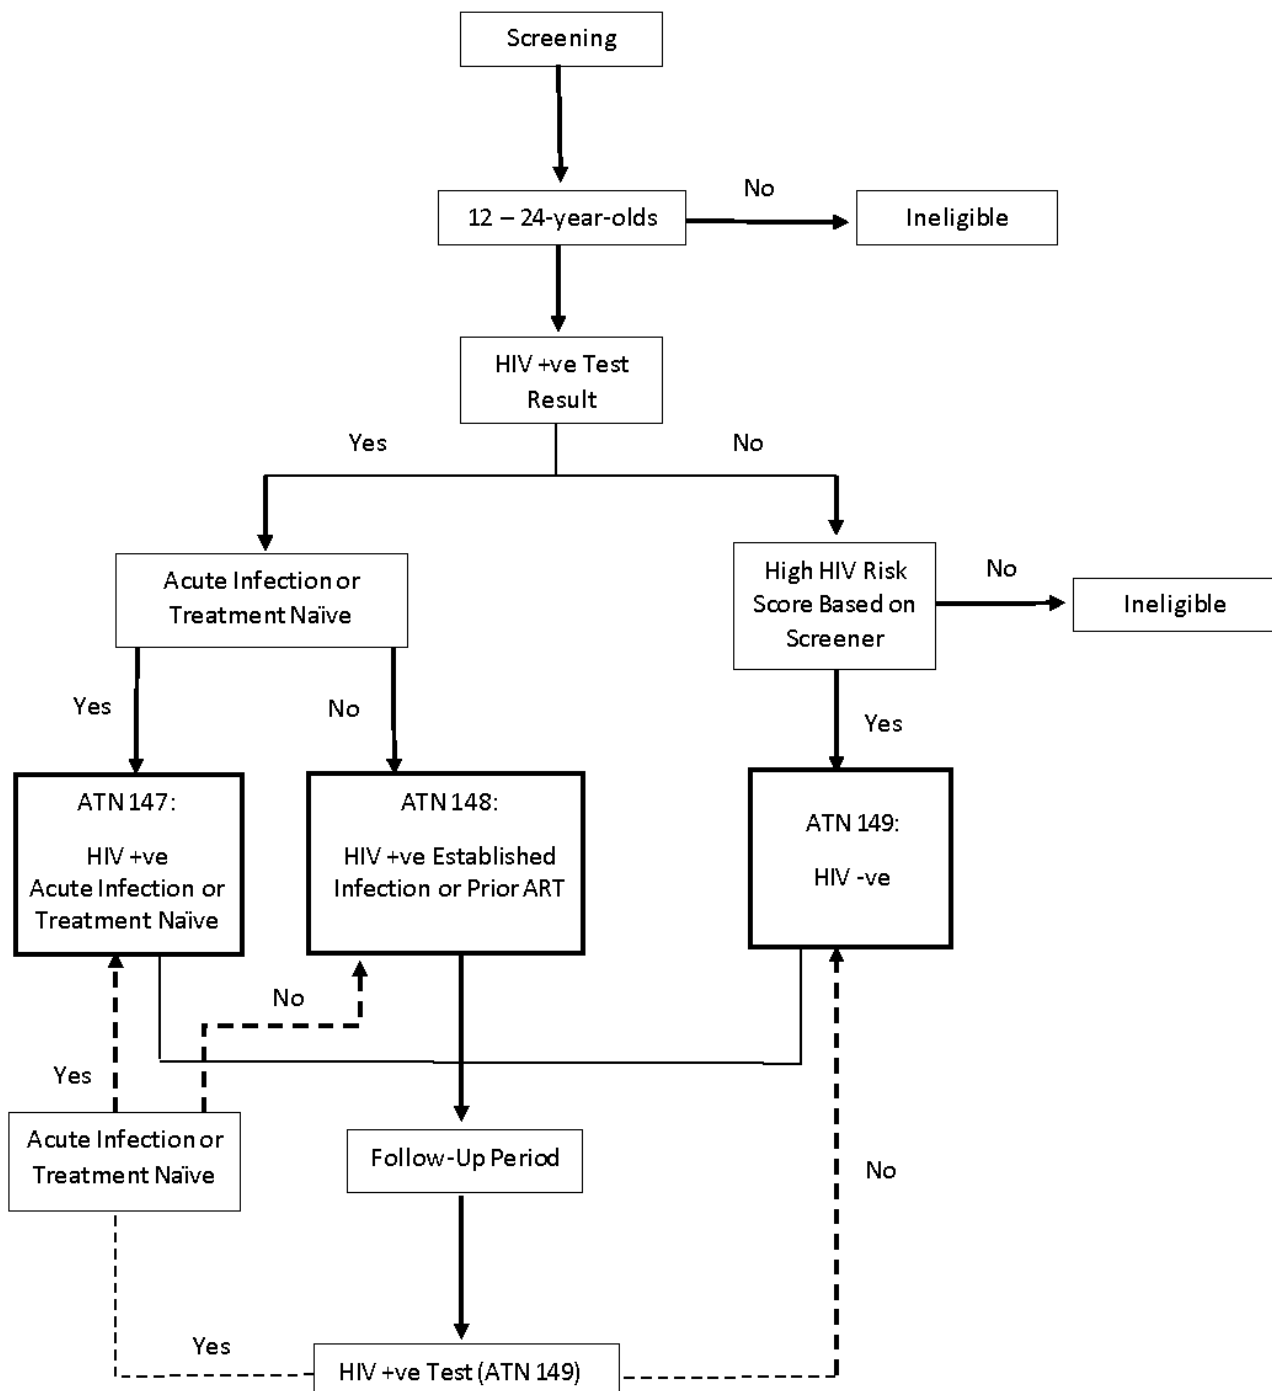 Screening
No
12 – 24-year-olds
Ineligible
HIV +ve Test
Result
Yes
No
Acute Infection or
Treatment Naïve
High HIV Risk
Score Based on
Screener
No
Ineligible
Yes
No
Yes
ATN 147:
HIV +ve
Acute Infection or
Treatment Naïve
ATN 148:
HIV +ve Established
Infection or Prior ART
ATN 149:
HIV -ve
No
Yes
Acute Infection or
Treatment Naïve
Follow-Up Period
No
Yes
HIV +ve Test (ATN 149)